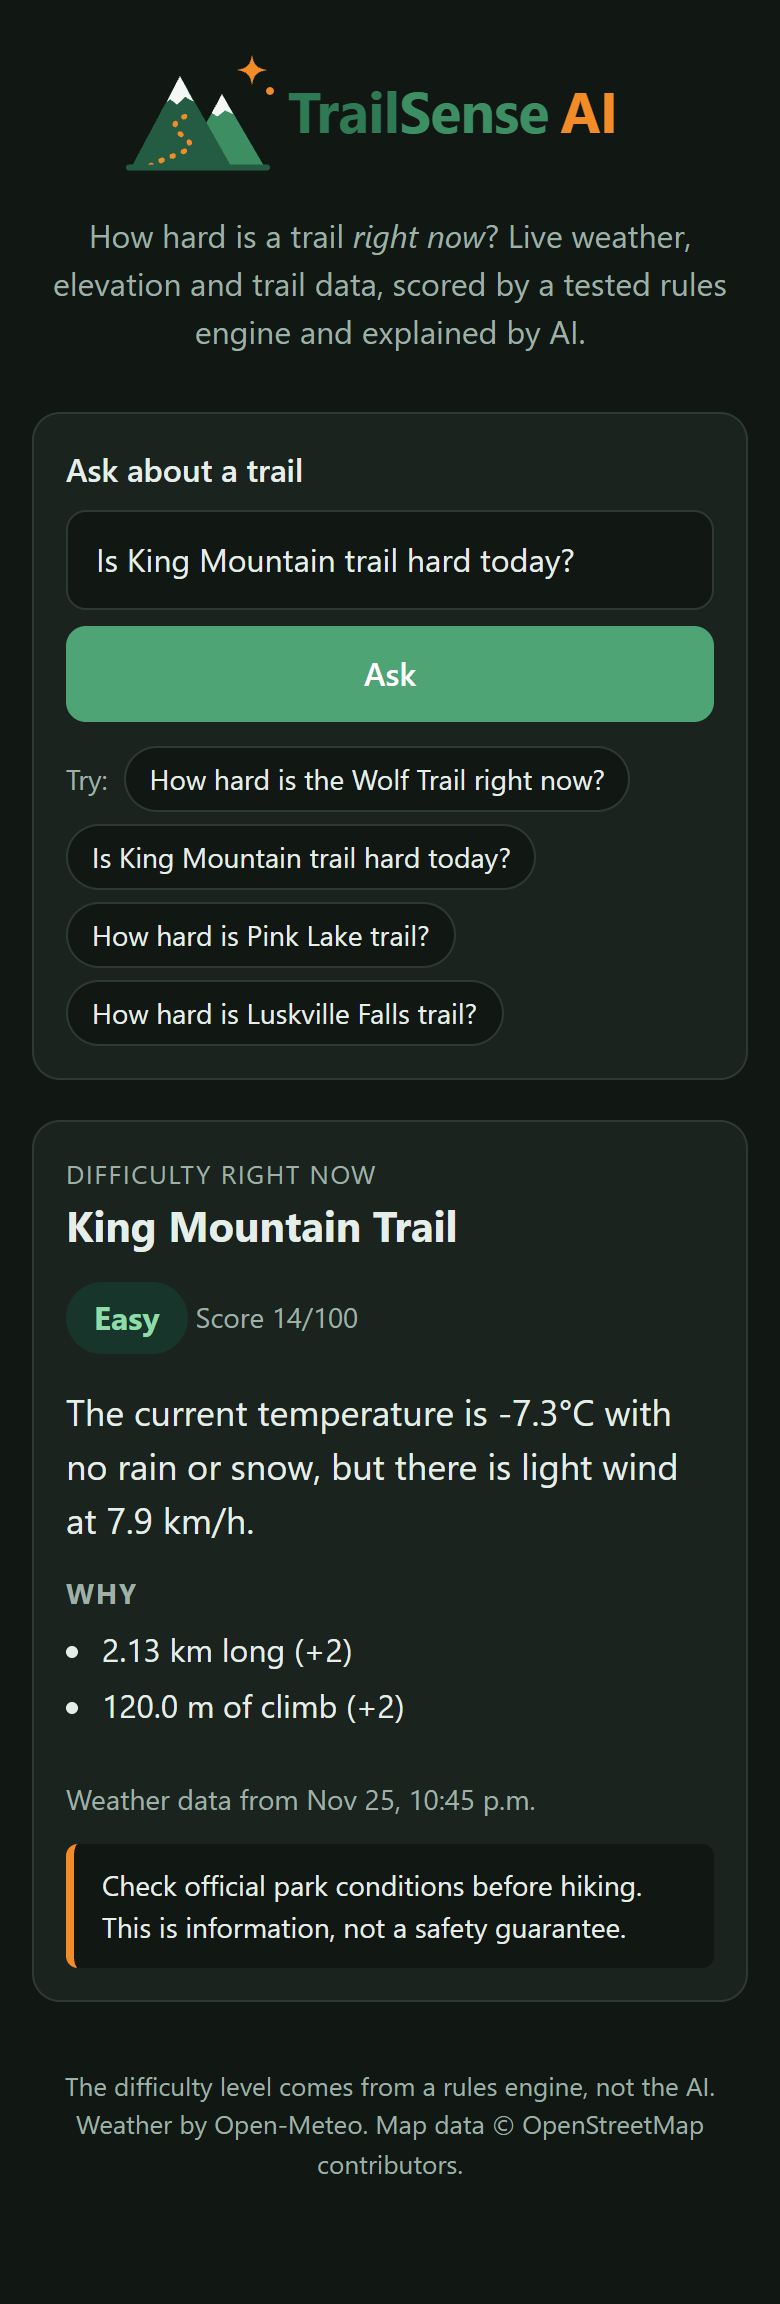 TrailSense AI
How hard is a trail right now? Live weather,
elevation and trail data, scored by a tested rules
engine and explained by AI.
Ask about a trail
Is King Mountain trail hard today?
Ask
Try: How hard is the Wolf Trail right now?
Is King Mountain trail hard today?
How hard is Pink Lake trail?
How hard is Luskville Falls trail?
DIFFICULTY RIGHT NOW
King Mountain Trail
Easy Score 14/100
The current temperature is -7.3°C with
no rain or snow, but there is light wind
at 7.9 km/h.
WHY
• 2.13 km long (+2)
• 120.0 m of climb (+2)
Weather data from Nov 25, 10:45 p.m.
Check official park conditions before hiking.
This is information, not a safety guarantee.
The difficulty level comes from a rules engine, not the AI.
Weather by Open-Meteo. Map data © OpenStreetMap
contributors.